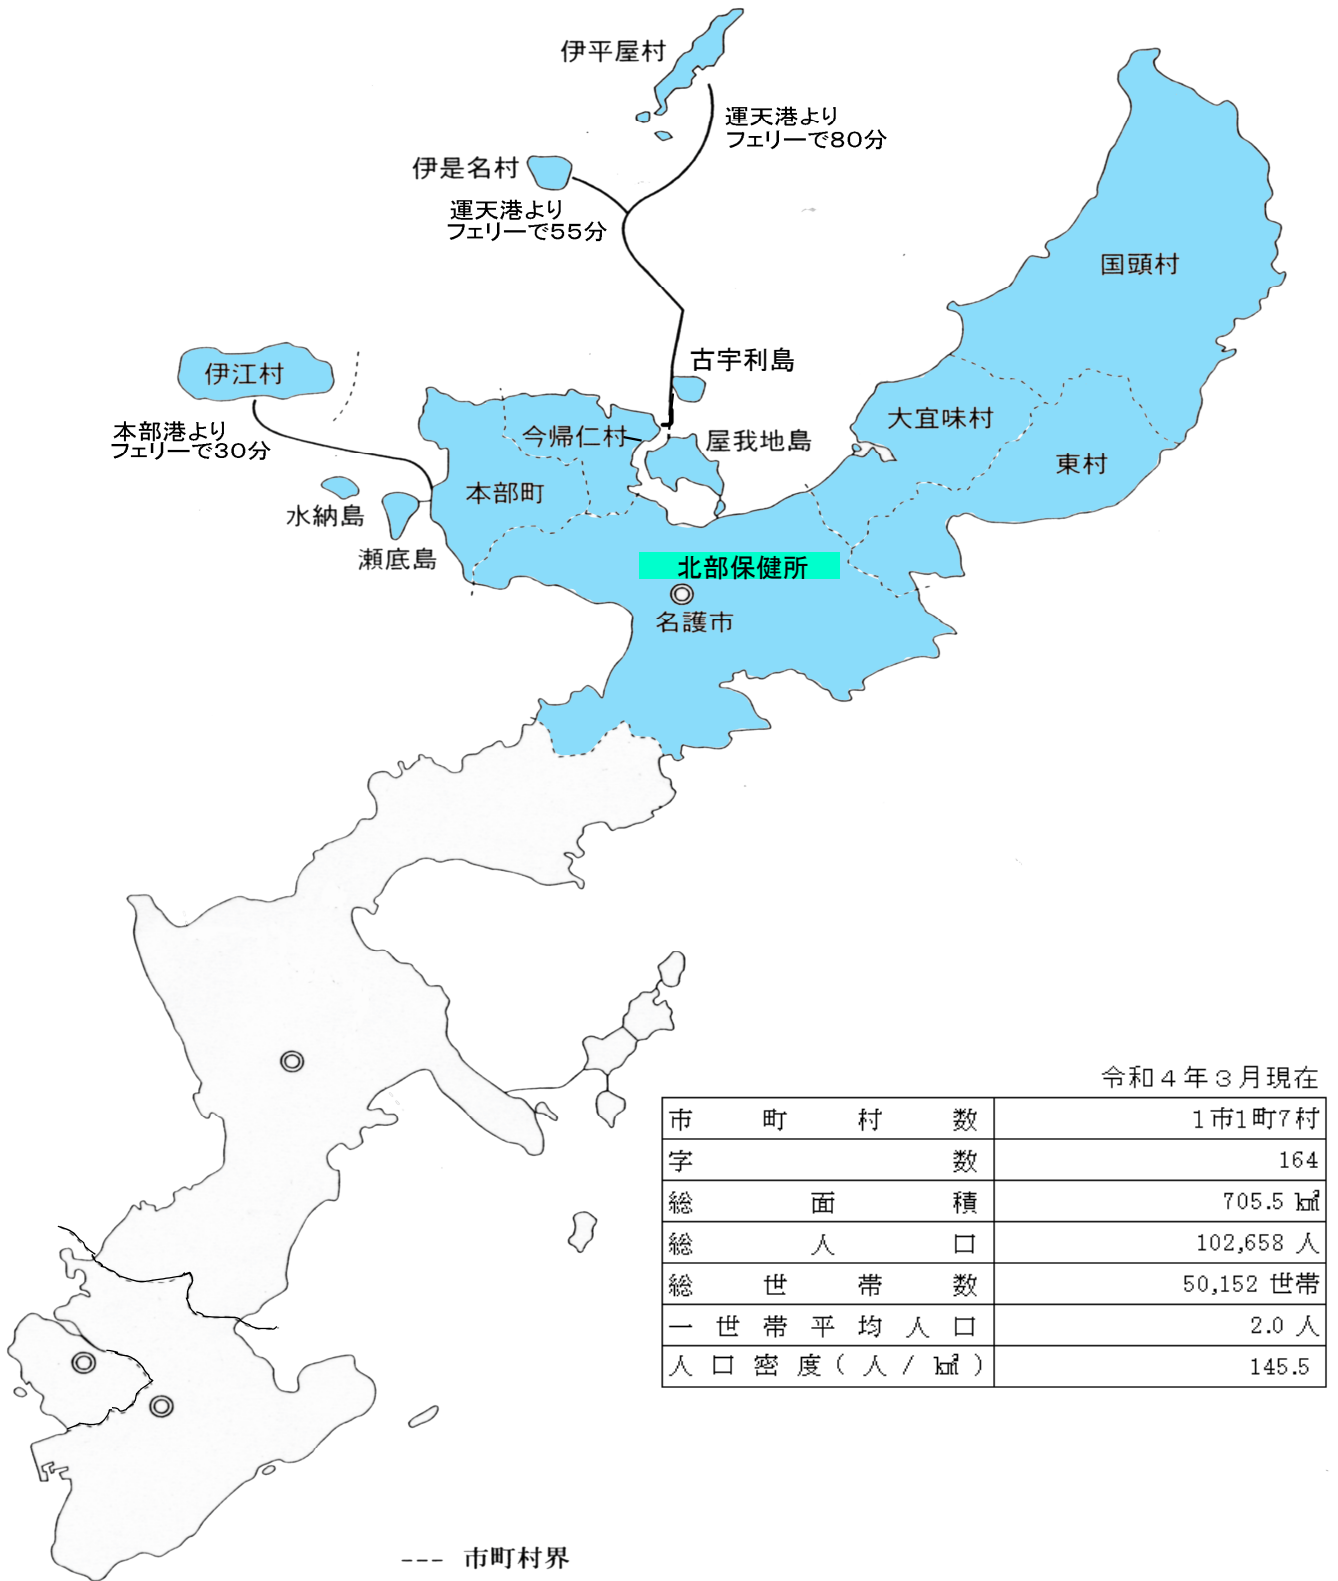 伊平屋村
運天港より
フェリーで80分
伊是名村
運天港より
フェリーで55分
国頭村
古宇利島
伊江村
大宜味村
本部港より
フェリーで30分
今帰仁村
屋我地島
東村
本部町
水納島
瀬底島
北部保健所
名護市
令和4年3月現在
市町村数 1市1町7村
字数 164
総面積 705.5 ㎢
総人口 102,658 人
総世帯数 50,152 世帯
一世帯平均人口 2.0 人
人口密度(人/㎢) 145.5
--- 市町村界